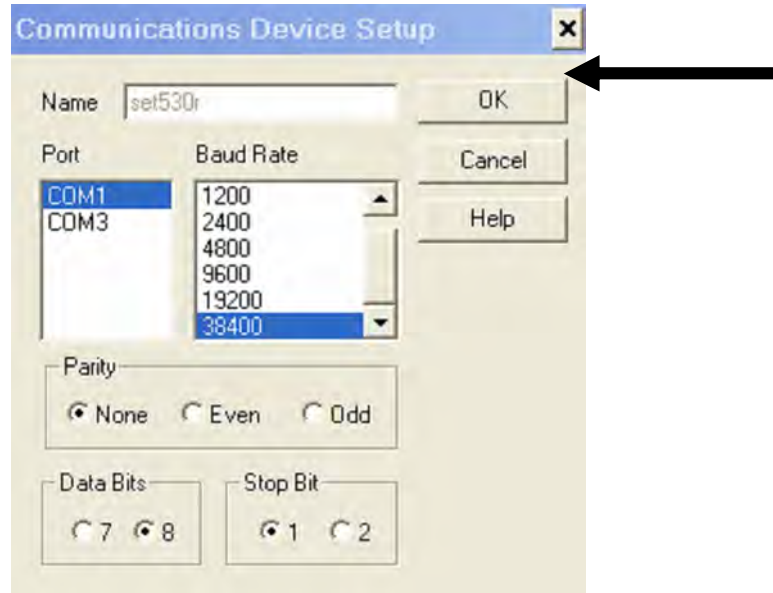 Communications Device Setup
Name set530r OK
Port Baud Rate Cancel
COM1 1200
COM3 2400 Help
4800
9600
19200
38400
Parity
None Even Odd
Data Bits Stop Bit
7 8 1 2